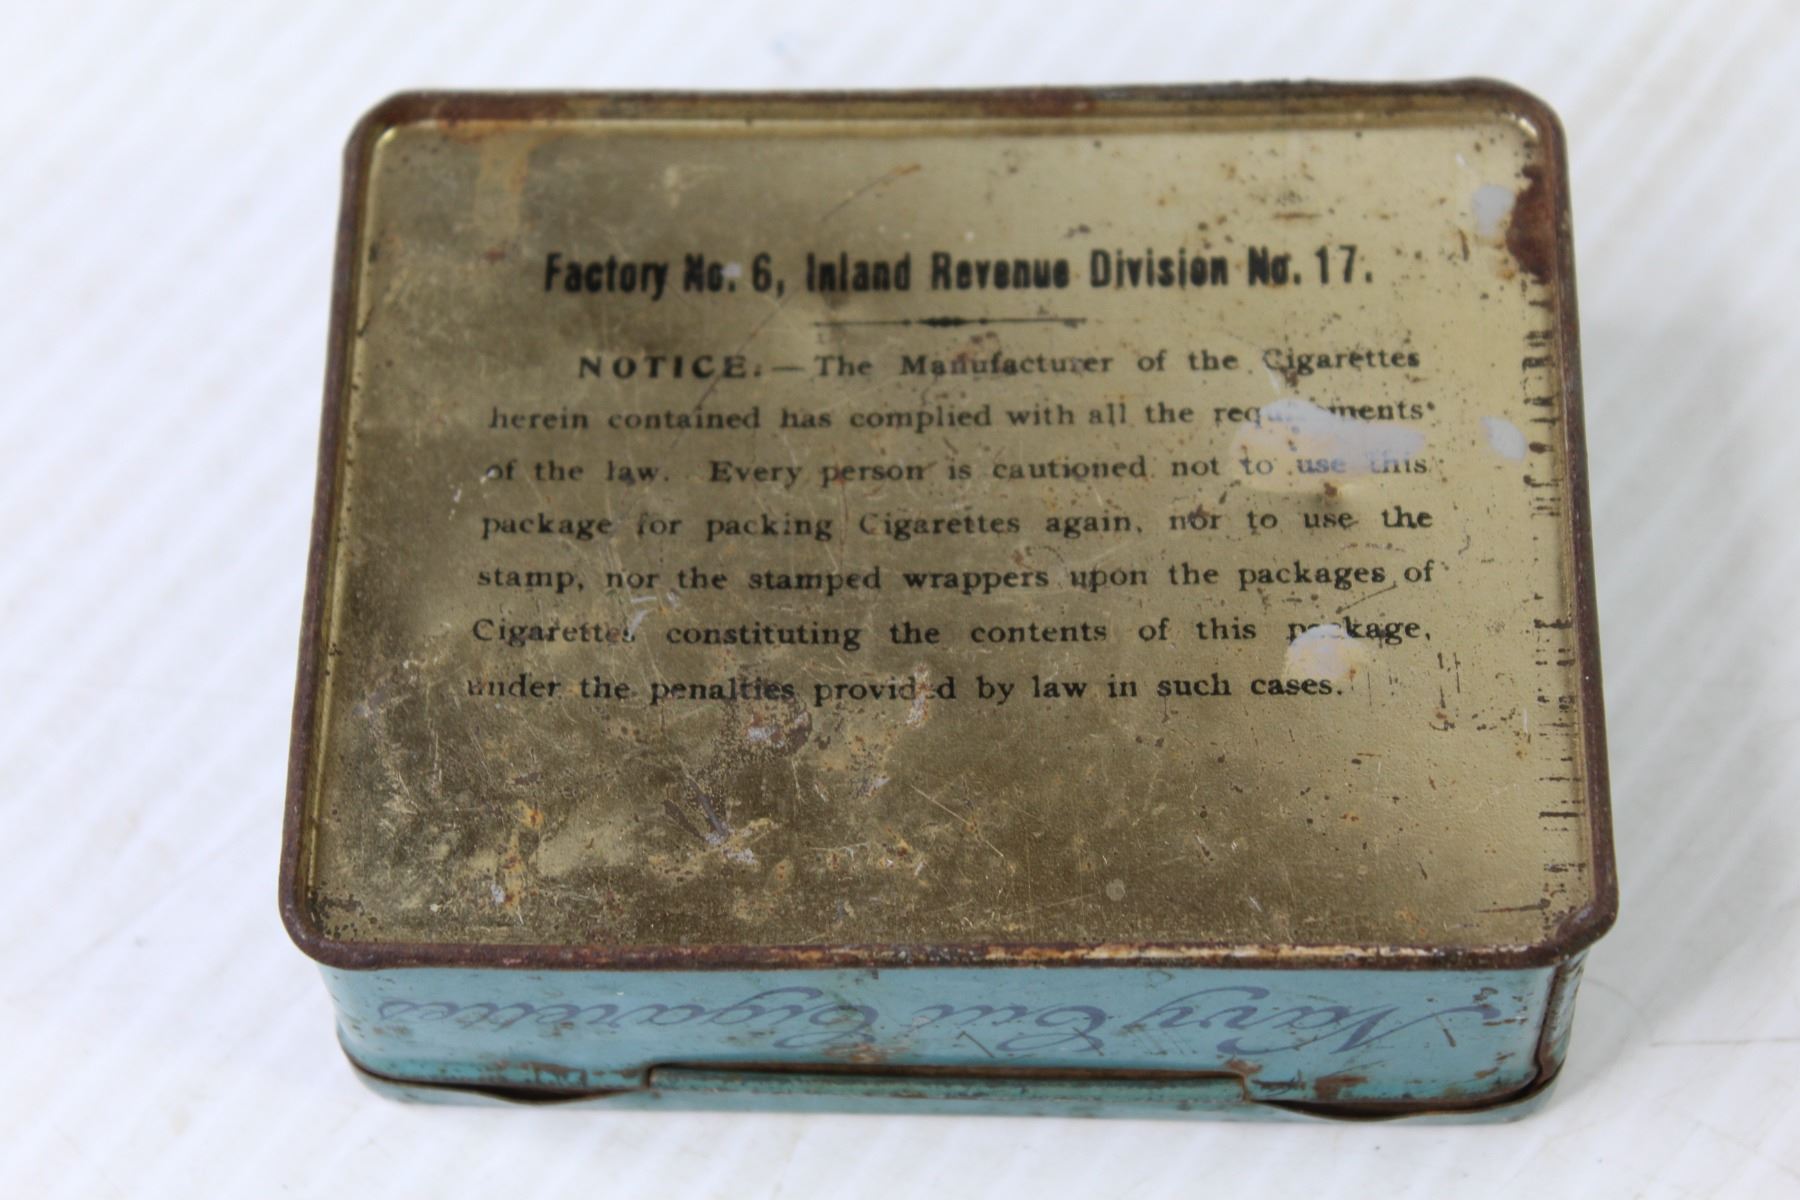 Factory No. 6, Inland Revenue Division No. 17.
NOTICE.—The Manufacturer of the Cigarettes
herein contained has complied with all the requirements
of the law. Every person is cautioned not to use this
package for packing Cigarettes again, nor to use the
stamp, nor the stamped wrappers upon the packages of
Cigarettes constituting the contents of this package,
under the penalties provided by law in such cases.
Navy Cut Cigarettes